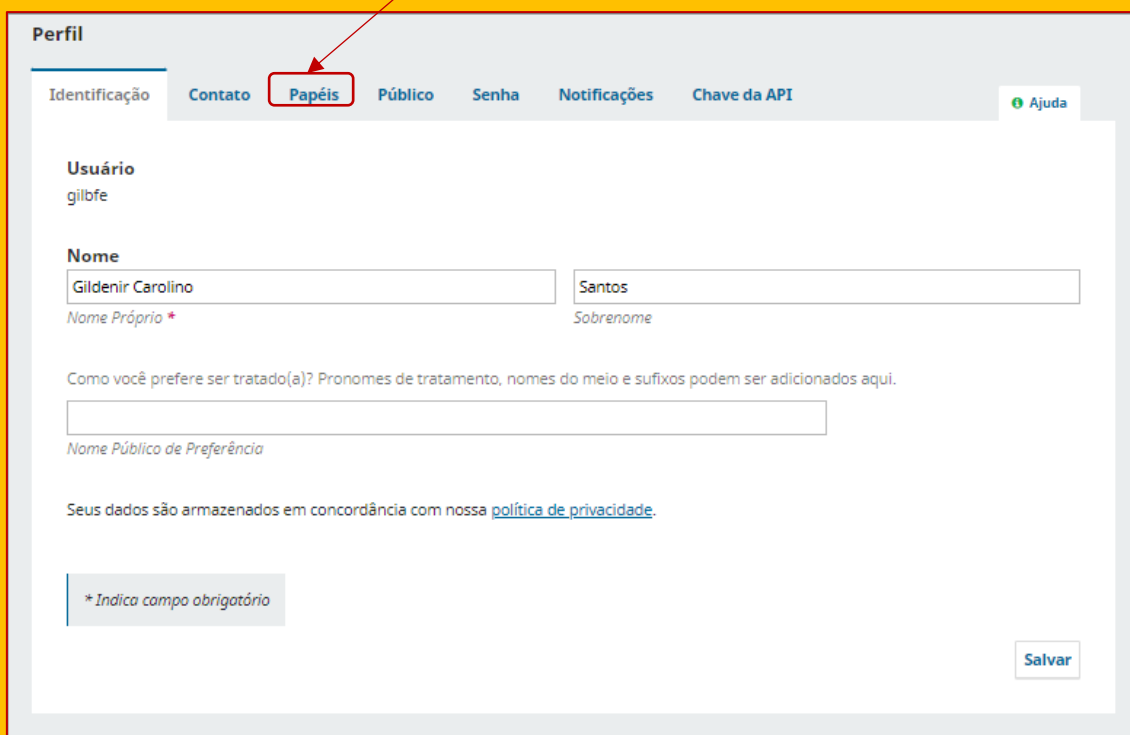 Perfil
Identificação Contato Papéis Público Senha Notificações Chave da API Ajuda
Usuário
gilbfe
Nome
Gildenir Carolino Santos
Nome Próprio * Sobrenome
Como você prefere ser tratado(a)? Pronomes de tratamento, nomes do meio e sufixos podem ser adicionados aqui.
Nome Público de Preferência
Seus dados são armazenados em concordância com nossa política de privacidade.
* Indica campo obrigatório
Salvar